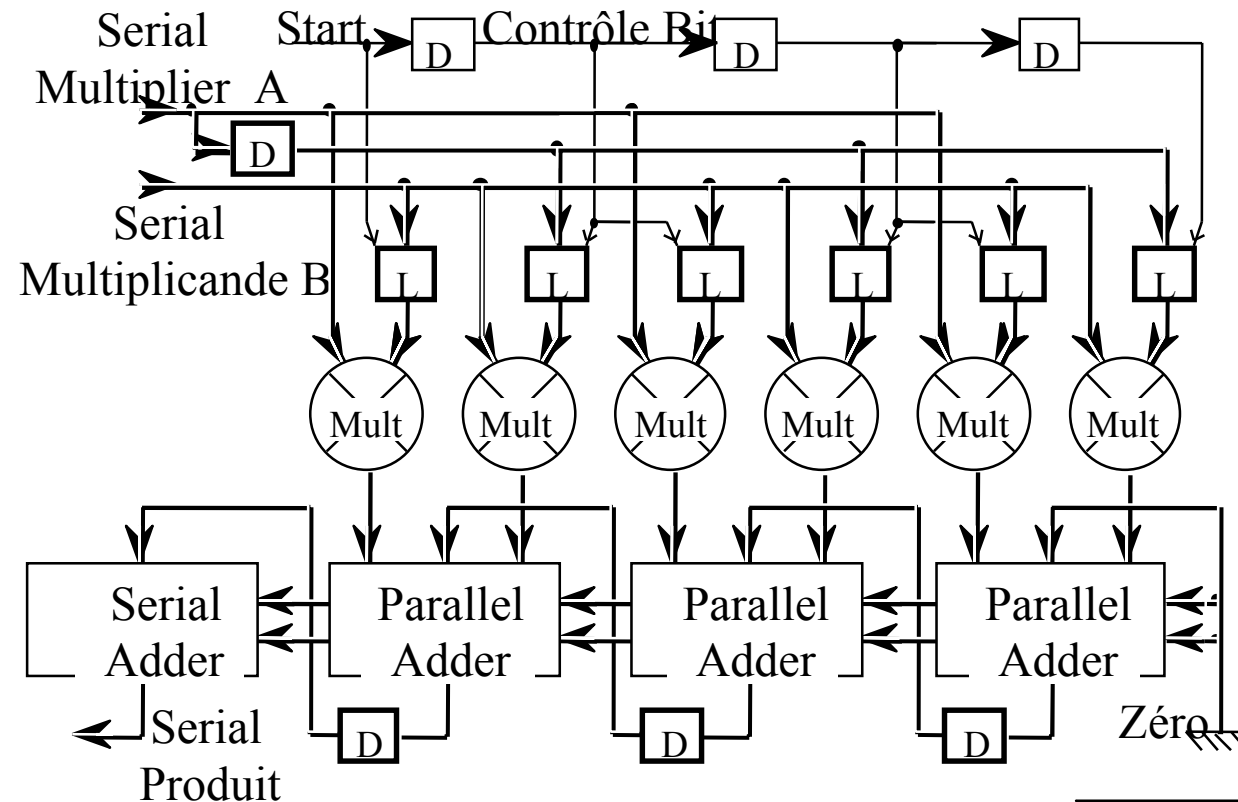 Serial
Multiplier A
Start Contrôle Bit
D
D
D
D
Serial
Multiplicande B
L
L
L
L
L
L
Mult
Mult
Mult
Mult
Mult
Mult
Serial
Adder
Parallel
Adder
Parallel
Adder
Parallel
Adder
Serial
Produit
D
D
D
Zéro